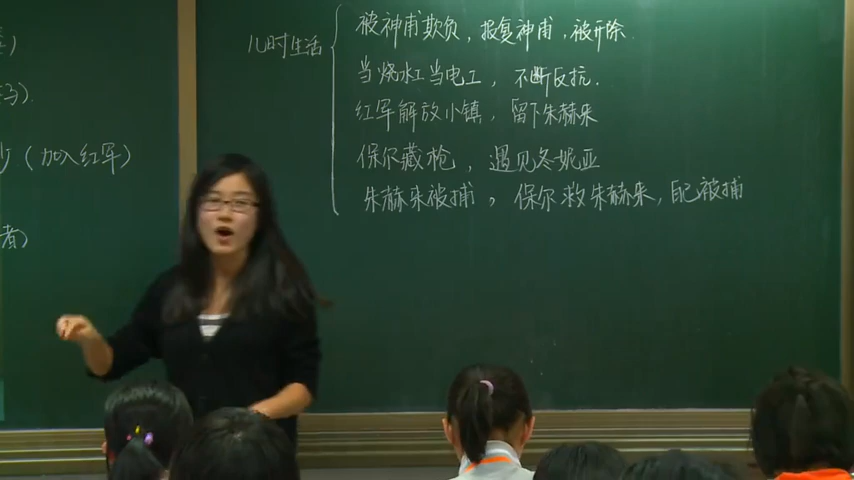 (加入红军)
者)
儿时生活
被神甫欺负，报复神甫，被开除
当烧水工当电工，不断反抗.
红军解放小镇，留下朱赫来
保尔藏枪，遇见冬妮亚
朱赫来被捕，保尔救朱赫来，自己被捕